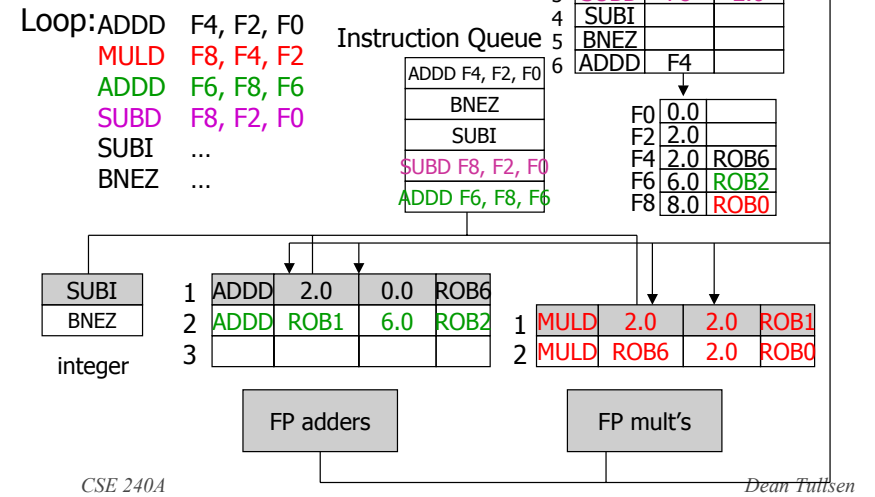 4 SUBI
5 BNEZ
6 ADDD F4
Loop: ADDD F4, F2, F0
MULD F8, F4, F2
ADDD F6, F8, F6
SUBD F8, F2, F0
SUBI ...
BNEZ ...
Instruction Queue
ADDD F4, F2, F0
BNEZ
SUBI
SUBD F8, F2, F0
ADDD F6, F8, F6
F0 0.0
F2 2.0
F4 2.0 ROB6
F6 6.0 ROB2
F8 8.0 ROB0
SUBI
BNEZ
integer
1 ADDD 2.0 0.0 ROB6
2 ADDD ROB1 6.0 ROB2
3
1 MULD 2.0 2.0 ROB1
2 MULD ROB6 2.0 ROB0
FP adders
FP mult's
CSE 240A
Dean Tullsen